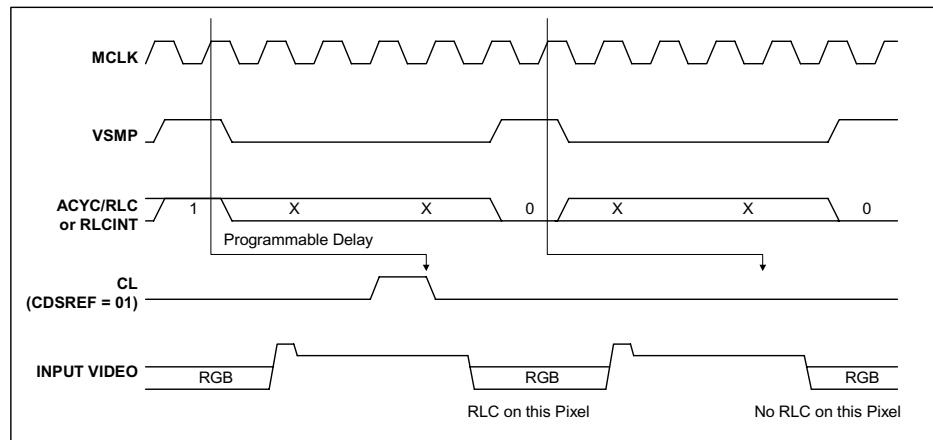 MCLK
VSMP
ACYC/RLC
or RLCINT
1 X X 0 X X 0
Programmable Delay
CL
(CDSREF = 01)
INPUT VIDEO
RGB RGB RGB
RLC on this Pixel No RLC on this Pixel